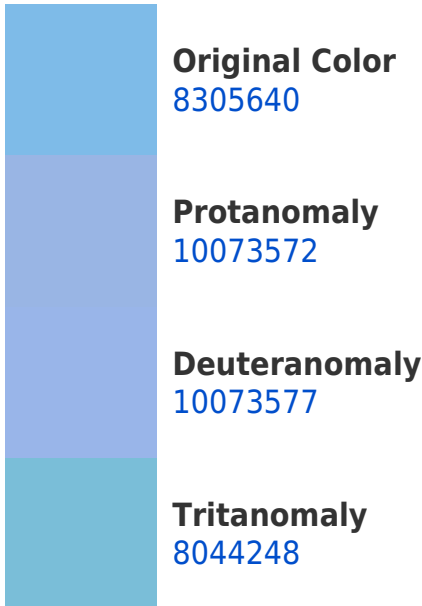 Original Color
8305640
Protanomaly
10073572
Deuteranomaly
10073577
Tritanomaly
8044248